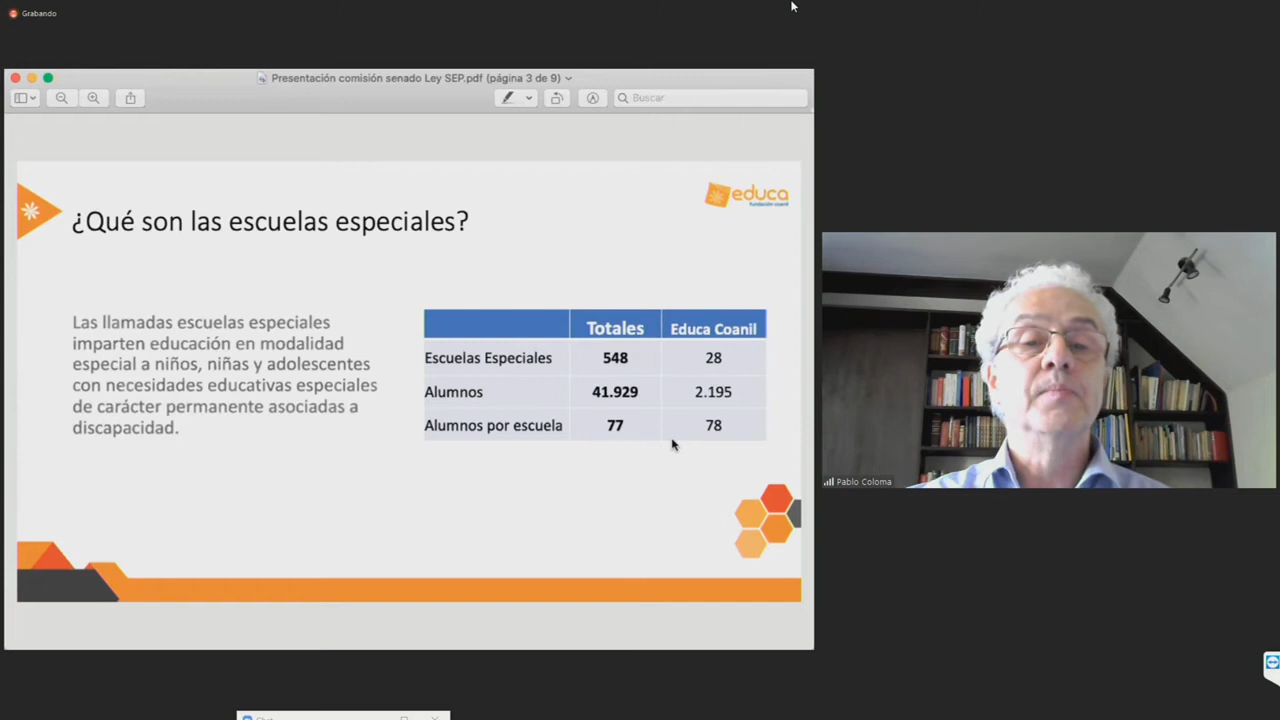 Grabando
Presentación comisión senado Ley SEP.pdf (página 3 de 9)
Buscar
educa
fundación coanil
¿Qué son las escuelas especiales?
Las llamadas escuelas especiales
imparten educación en modalidad
especial a niños, niñas y adolescentes
con necesidades educativas especiales
de carácter permanente asociadas a
discapacidad.
Totales Educa Coanil
Escuelas Especiales 548 28
Alumnos 41.929 2.195
Alumnos por escuela 77 78
Pablo Coloma